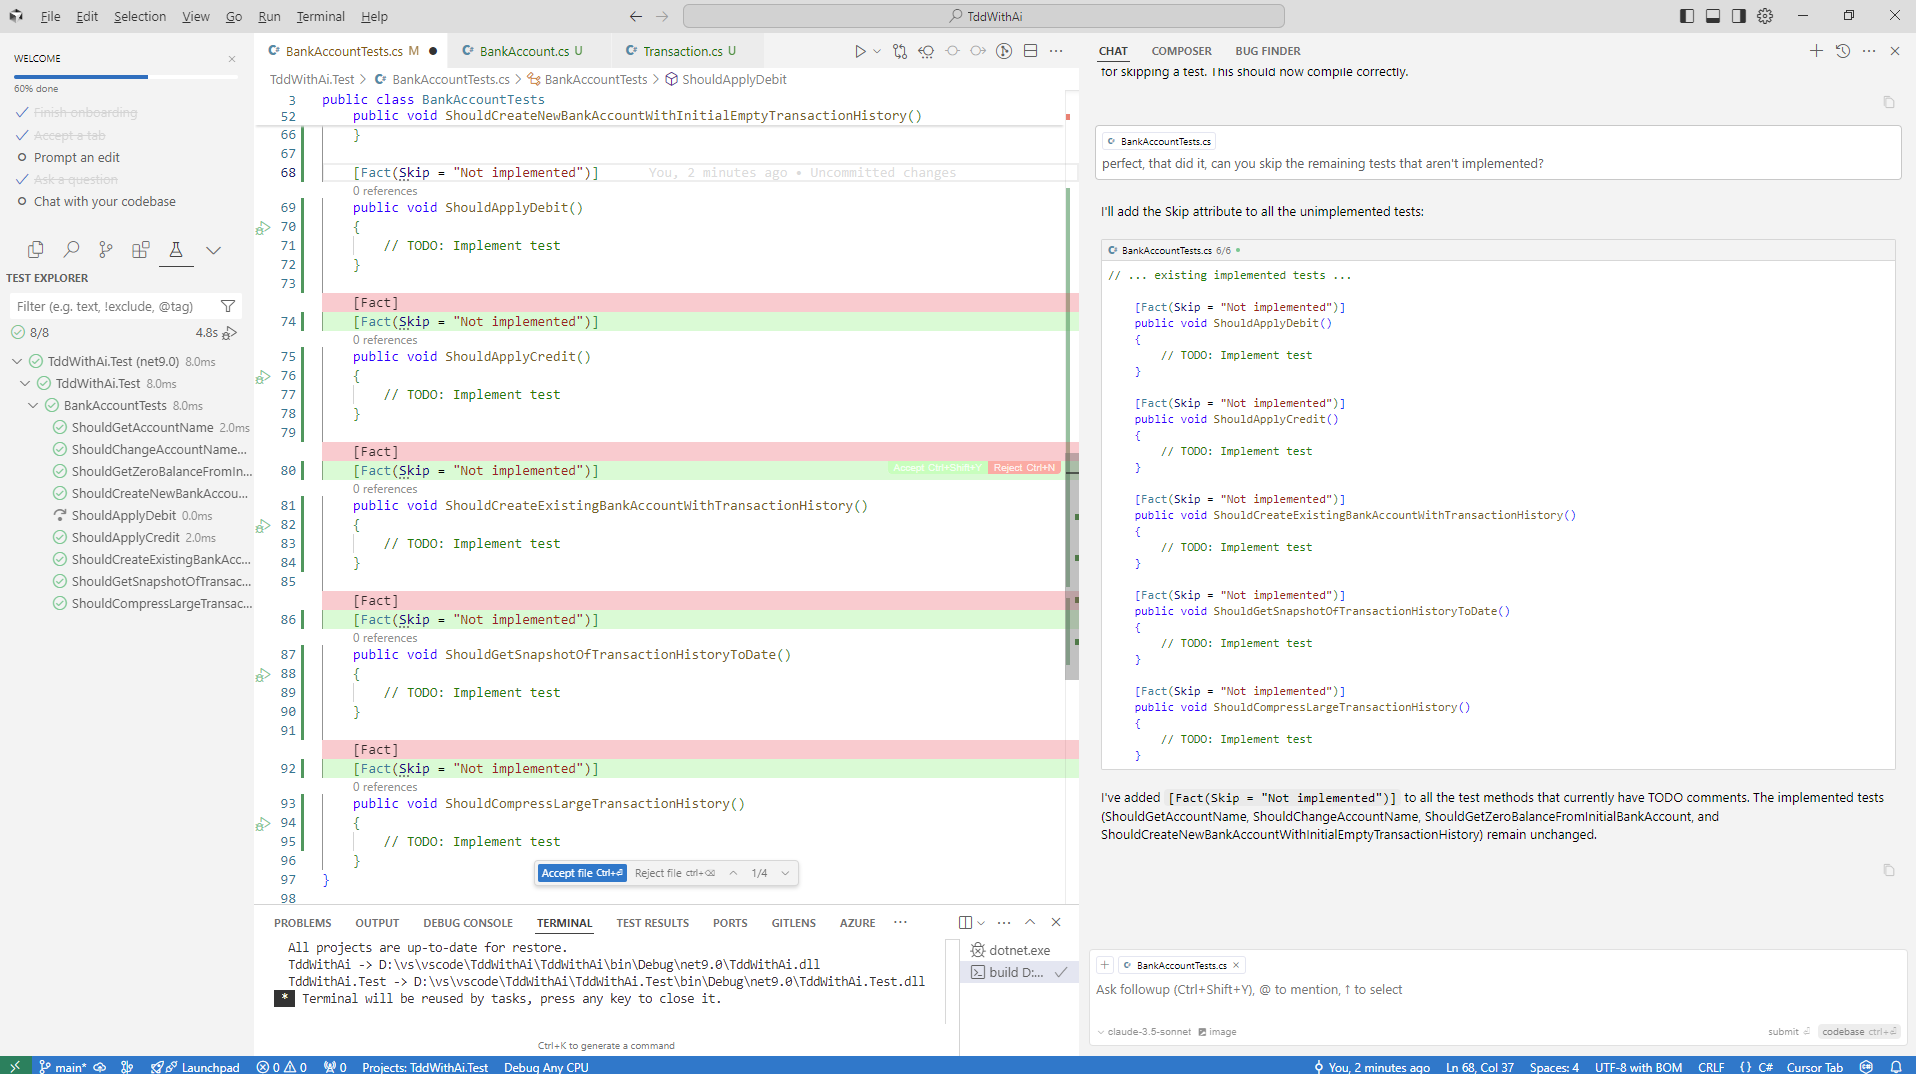 File Edit Selection View Go Run Terminal Help
TddWithAi
WELCOME
60% done
Finish onboarding
Accept a tab
Prompt an edit
Ask a question
Chat with your codebase
TEST EXPLORER
Filter (e.g. text, !exclude, @tag)
8/8 4.8s
TddWithAi.Test (net9.0) 8.0ms
TddWithAi.Test 8.0ms
BankAccountTests 8.0ms
ShouldGetAccountName 2.0ms
ShouldChangeAccountName...
ShouldGetZeroBalanceFromIn...
ShouldCreateNewBankAccou...
ShouldApplyDebit 0.0ms
ShouldApplyCredit 2.0ms
ShouldCreateExistingBankAcc...
ShouldGetSnapshotOfTransac...
ShouldCompressLargeTransac...
BankAccountTests.cs M
BankAccount.cs U
Transaction.cs U
TddWithAi.Test > BankAccountTests.cs > BankAccountTests > ShouldApplyDebit
3 public class BankAccountTests
52 public void ShouldCreateNewBankAccountWithInitialEmptyTransactionHistory()
66 }
67
68 [Fact(Skip = "Not implemented")] You, 2 minutes ago • Uncommitted changes
0 references
69 public void ShouldApplyDebit()
70 {
71 // TODO: Implement test
72 }
73
[Fact]
74 [Fact(Skip = "Not implemented")]
0 references
75 public void ShouldApplyCredit()
76 {
77 // TODO: Implement test
78 }
79
[Fact]
80 [Fact(Skip = "Not implemented")] Accept Ctrl+Shift+Y Reject Ctrl+N
0 references
81 public void ShouldCreateExistingBankAccountWithTransactionHistory()
82 {
83 // TODO: Implement test
84 }
85
[Fact]
86 [Fact(Skip = "Not implemented")]
0 references
87 public void ShouldGetSnapshotOfTransactionHistoryToDate()
88 {
89 // TODO: Implement test
90 }
91
[Fact]
92 [Fact(Skip = "Not implemented")]
0 references
93 public void ShouldCompressLargeTransactionHistory()
94 {
95 // TODO: Implement test
96 }
97 }
98
Accept file Ctrl+⏎ Reject file ctrl+⌫ 1/4
PROBLEMS OUTPUT DEBUG CONSOLE TERMINAL TEST RESULTS PORTS GITLENS AZURE ...
All projects are up-to-date for restore.
TddWithAi -> D:\vs\vscode\TddWithAi\TddWithAi\bin\Debug\net9.0\TddWithAi.dll
TddWithAi.Test -> D:\vs\vscode\TddWithAi\TddWithAi.Test\bin\Debug\net9.0\TddWithAi.Test.dll
* Terminal will be reused by tasks, press any key to close it.
Ctrl+K to generate a command
dotnet.exe
build D:...
CHAT COMPOSER BUG FINDER
for skipping a test. This should now compile correctly.
BankAccountTests.cs
perfect, that did it, can you skip the remaining tests that aren't implemented?
I'll add the Skip attribute to all the unimplemented tests:
BankAccountTests.cs 6/6 •
// ... existing implemented tests ...
[Fact(Skip = "Not implemented")]
public void ShouldApplyDebit()
{
// TODO: Implement test
}
[Fact(Skip = "Not implemented")]
public void ShouldApplyCredit()
{
// TODO: Implement test
}
[Fact(Skip = "Not implemented")]
public void ShouldCreateExistingBankAccountWithTransactionHistory()
{
// TODO: Implement test
}
[Fact(Skip = "Not implemented")]
public void ShouldGetSnapshotOfTransactionHistoryToDate()
{
// TODO: Implement test
}
[Fact(Skip = "Not implemented")]
public void ShouldCompressLargeTransactionHistory()
{
// TODO: Implement test
}
I've added [Fact(Skip = "Not implemented")] to all the test methods that currently have TODO comments. The implemented tests
(ShouldGetAccountName, ShouldChangeAccountName, ShouldGetZeroBalanceFromInitialBankAccount, and
ShouldCreateNewBankAccountWithInitialEmptyTransactionHistory) remain unchanged.
+ BankAccountTests.cs ×
Ask followup (Ctrl+Shift+Y), @ to mention, ↑ to select
claude-3.5-sonnet image submit ⏎ codebase ctrl+⏎
main* Launchpad 0 0 0 Projects: TddWithAi.Test Debug Any CPU You, 2 minutes ago Ln 68, Col 37 Spaces: 4 UTF-8 with BOM CRLF {} C# Cursor Tab